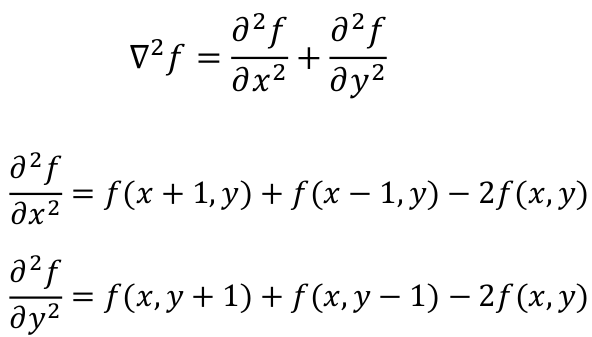 ∇²f = ∂²f/∂x² + ∂²f/∂y²
∂²f/∂x² = f(x + 1, y) + f(x − 1, y) − 2f(x, y)
∂²f/∂y² = f(x, y + 1) + f(x, y − 1) − 2f(x, y)